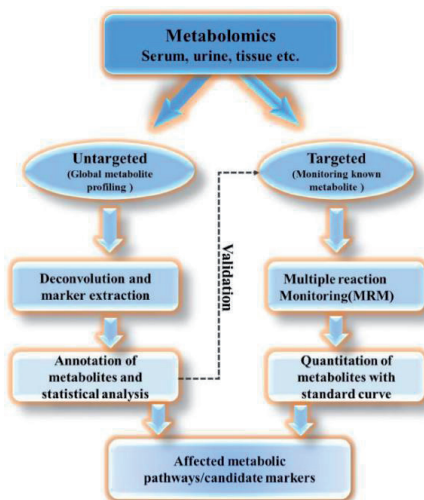 Metabolomics
Serum, urine, tissue etc.
Untargeted
(Global metabolite
profiling )
Targeted
(Monitoring known
metabolite )
Validation
Deconvolution and
marker extraction
Multiple reaction
Monitoring(MRM)
Annotation of
metabolites and
statistical analysis
Quantitation of
metabolites with
standard curve
Affected metabolic
pathways/candidate markers